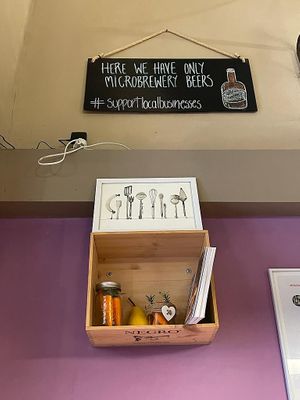 HERE WE HAVE ONLY
MICROBREWERY BEERS
#SUPPORTLOCALBUSINESSES
NEGRO